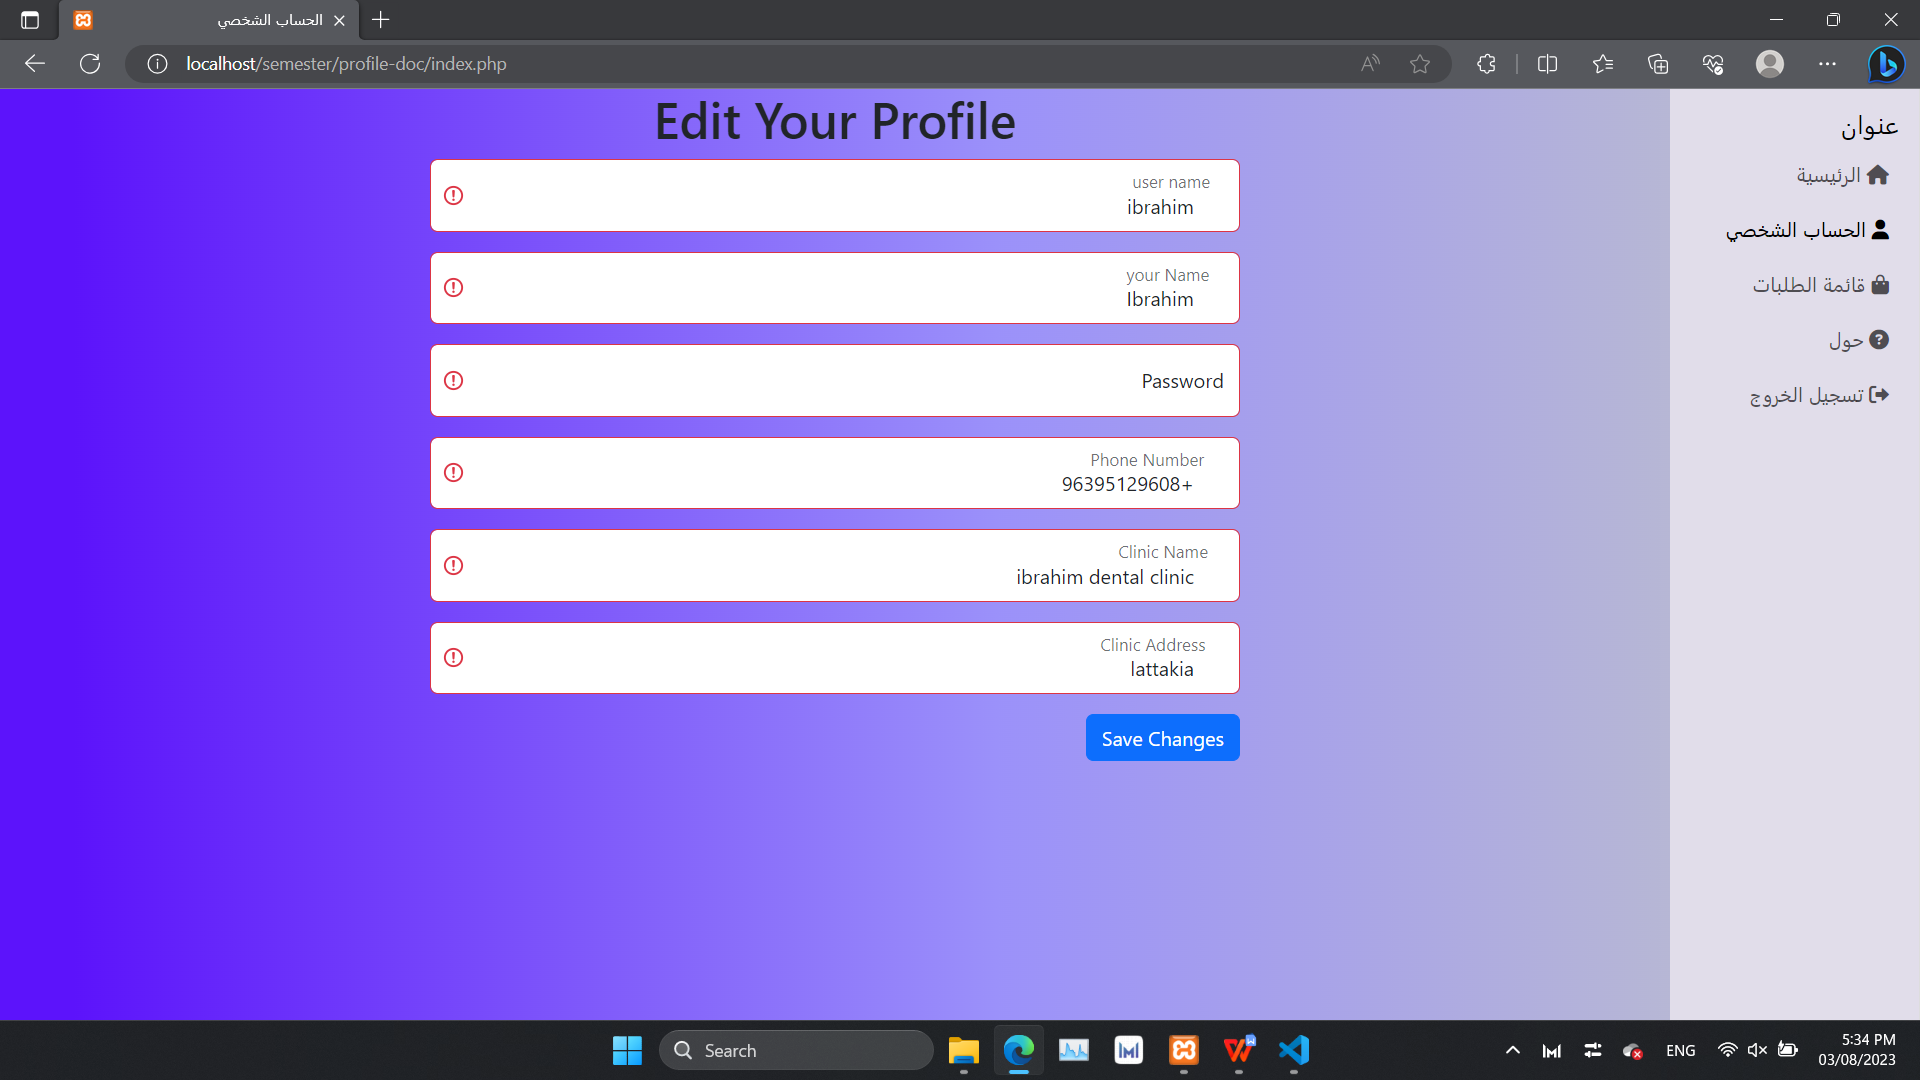 الحساب الشخصي
localhost/semester/profile-doc/index.php
Edit Your Profile
user name
ibrahim
your Name
Ibrahim
Password
Phone Number
96395129608+
Clinic Name
ibrahim dental clinic
Clinic Address
lattakia
Save Changes
عنوان
الرئيسية
الحساب الشخصي
قائمة الطلبات
حول
تسجيل الخروج
Search
ENG
5:34 PM
03/08/2023